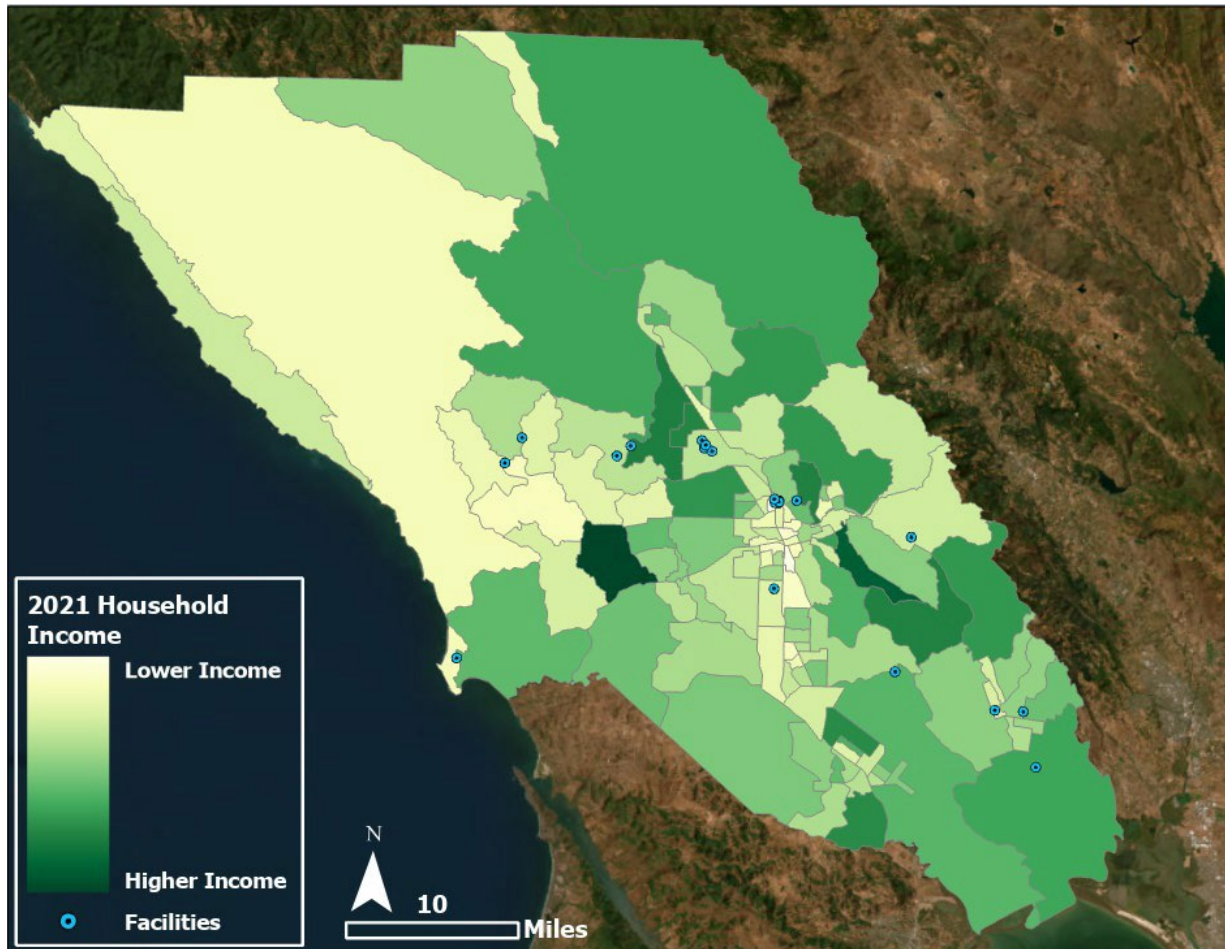 2021 Household
Income
Lower Income
Higher Income
Facilities
N
10
Miles